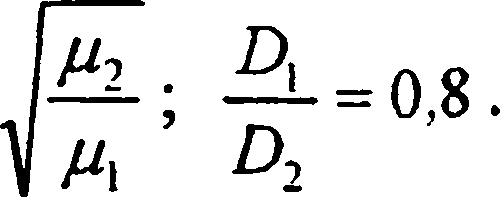 √(μ₂/μ₁) ; D₁/D₂ = 0,8 .